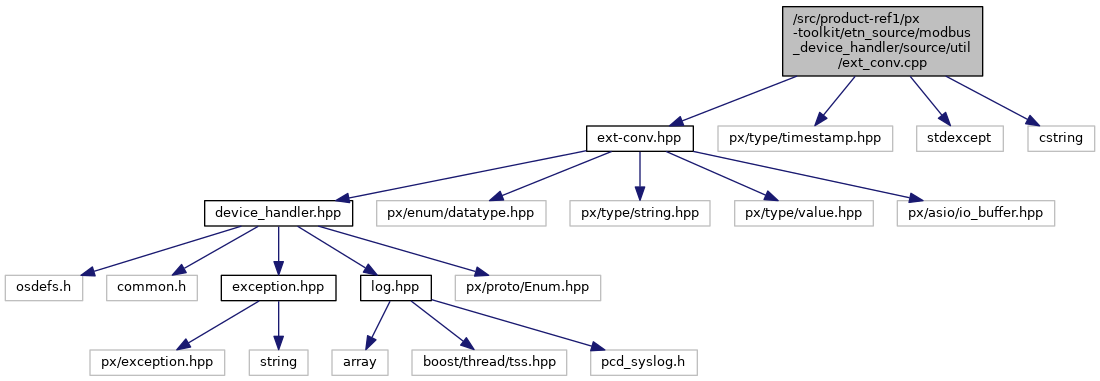 /src/product-ref1/px
-toolkit/etn_source/modbus
_device_handler/source/util
/ext_conv.cpp
ext-conv.hpp
px/type/timestamp.hpp
stdexcept
cstring
device_handler.hpp
px/enum/datatype.hpp
px/type/string.hpp
px/type/value.hpp
px/asio/io_buffer.hpp
osdefs.h
common.h
exception.hpp
log.hpp
px/proto/Enum.hpp
px/exception.hpp
string
array
boost/thread/tss.hpp
pcd_syslog.h